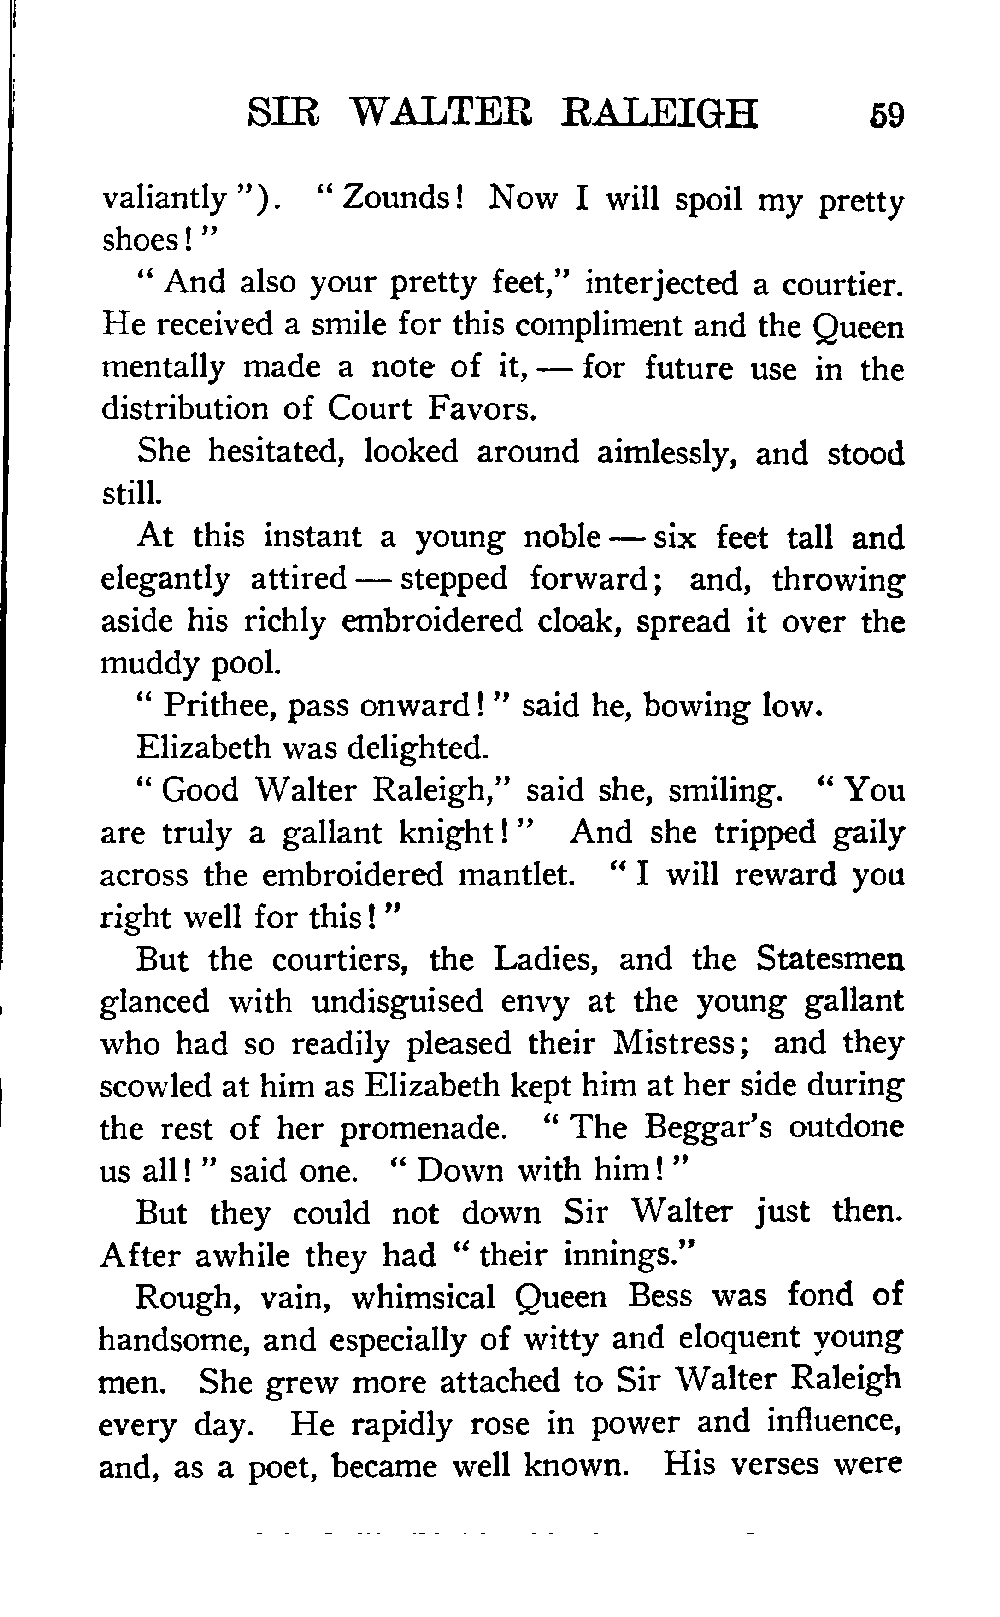 SIR WALTER RALEIGH 59
valiantly "). " Zounds! Now I will spoil my pretty
shoes! "
" And also your pretty feet," interjected a courtier.
He received a smile for this compliment and the Queen
mentally made a note of it, — for future use in the
distribution of Court Favors.
She hesitated, looked around aimlessly, and stood
still.
At this instant a young noble — six feet tall and
elegantly attired — stepped forward; and, throwing
aside his richly embroidered cloak, spread it over the
muddy pool.
" Prithee, pass onward! " said he, bowing low.
Elizabeth was delighted.
" Good Walter Raleigh," said she, smiling. " You
are truly a gallant knight! " And she tripped gaily
across the embroidered mantlet. " I will reward you
right well for this! "
But the courtiers, the Ladies, and the Statesmen
glanced with undisguised envy at the young gallant
who had so readily pleased their Mistress; and they
scowled at him as Elizabeth kept him at her side during
the rest of her promenade. " The Beggar's outdone
us all! " said one. " Down with him! "
But they could not down Sir Walter just then.
After awhile they had " their innings."
Rough, vain, whimsical Queen Bess was fond of
handsome, and especially of witty and eloquent young
men. She grew more attached to Sir Walter Raleigh
every day. He rapidly rose in power and influence,
and, as a poet, became well known. His verses were